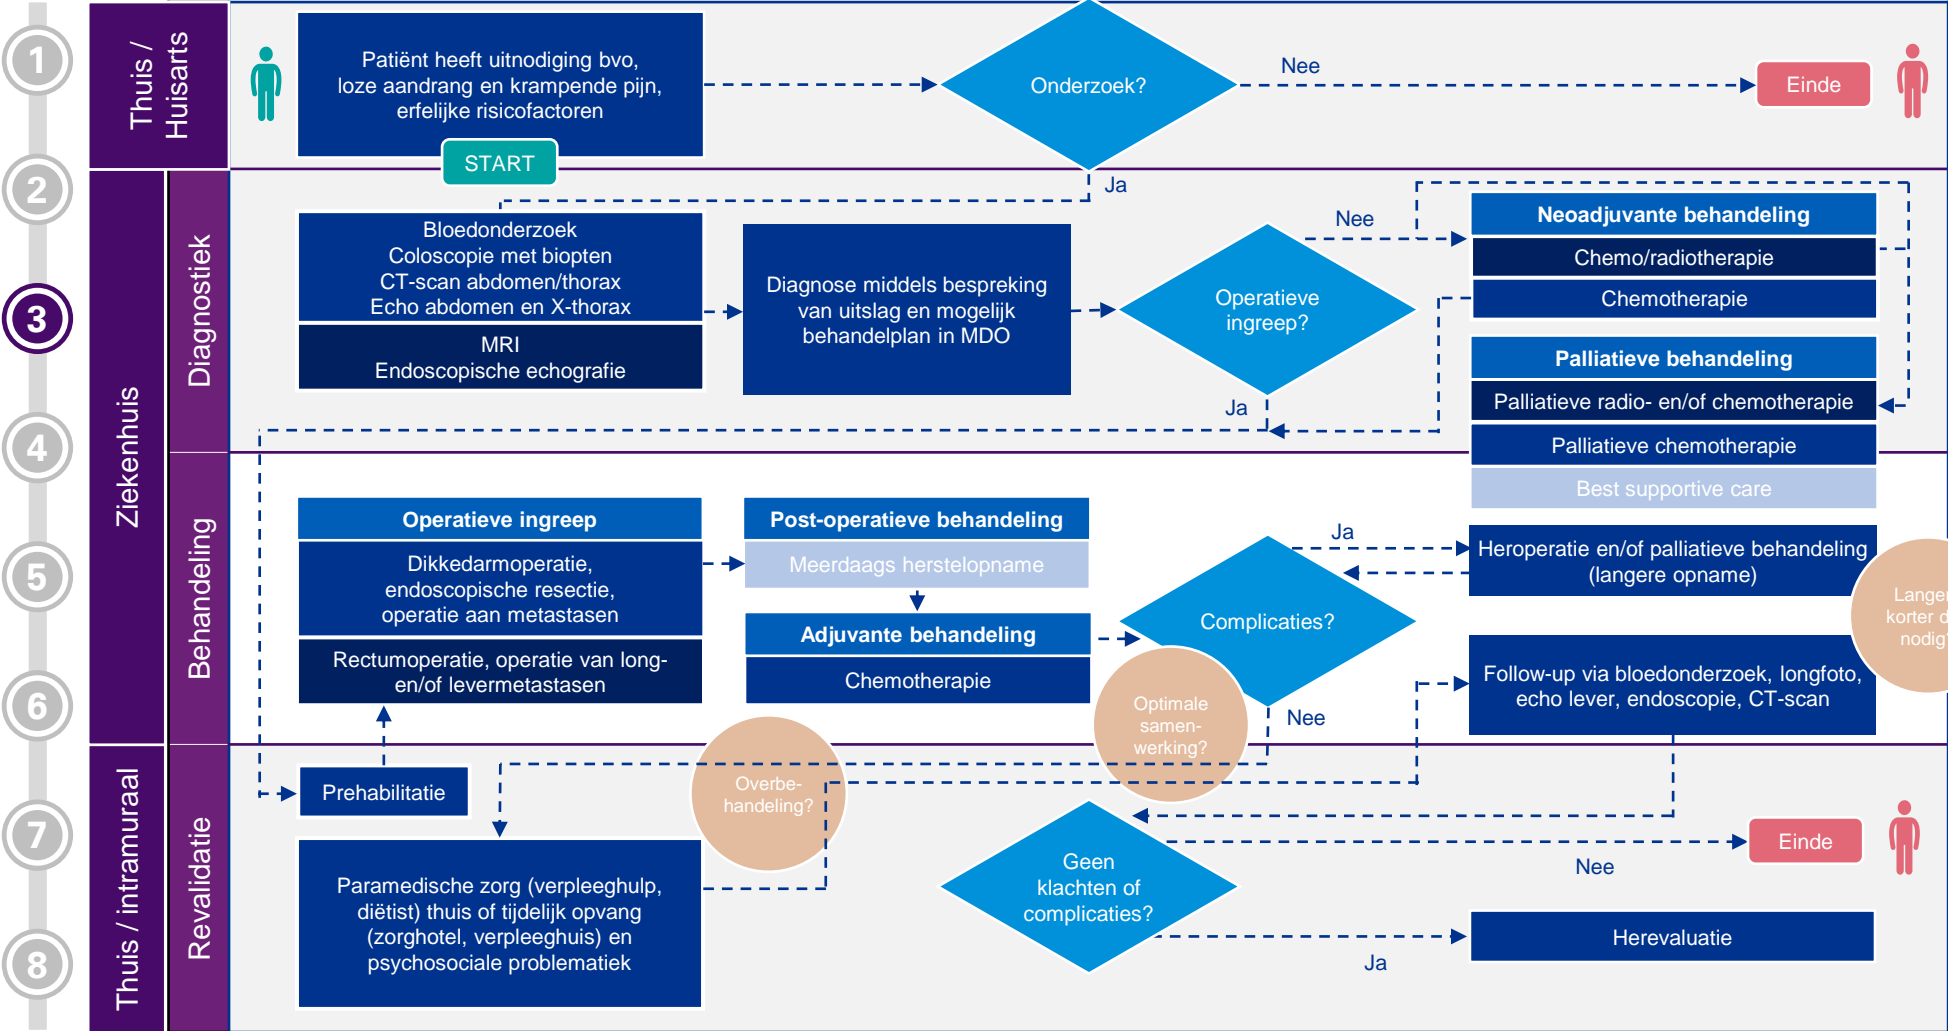 1
2
3
4
5
6
7
8
Thuis /
Huisarts
Ziekenhuis
Thuis / intramuraal
Diagnostiek
Behandeling
Revalidatie
Patiënt heeft uitnodiging bvo,
loze aandrang en krampende pijn,
erfelijke risicofactoren
START
Onderzoek?
Nee
Einde
Ja
Bloedonderzoek
Coloscopie met biopten
CT-scan abdomen/thorax
Echo abdomen en X-thorax
MRI
Endoscopische echografie
Diagnose middels bespreking
van uitslag en mogelijk
behandelplan in MDO
Operatieve
ingreep?
Nee
Ja
Neoadjuvante behandeling
Chemo/radiotherapie
Chemotherapie
Palliatieve behandeling
Palliatieve radio- en/of chemotherapie
Palliatieve chemotherapie
Best supportive care
Operatieve ingreep
Dikkedarmoperatie,
endoscopische resectie,
operatie aan metastasen
Rectumoperatie, operatie van long-
en/of levermetastasen
Post-operatieve behandeling
Meerdaags herstelopname
Adjuvante behandeling
Chemotherapie
Complicaties?
Ja
Nee
Heroperatie en/of palliatieve behandeling
(langere opname)
Follow-up via bloedonderzoek, longfoto,
echo lever, endoscopie, CT-scan
korter
Optimale
samen-
werking?
Overbe-
handeling?
Prehabilitatie
Paramedische zorg (verpleeghulp,
diëtist) thuis of tijdelijk opvang
(zorghotel, verpleeghuis) en
psychosociale problematiek
Geen
klachten of
complicaties?
Nee
Einde
Ja
Herevaluatie